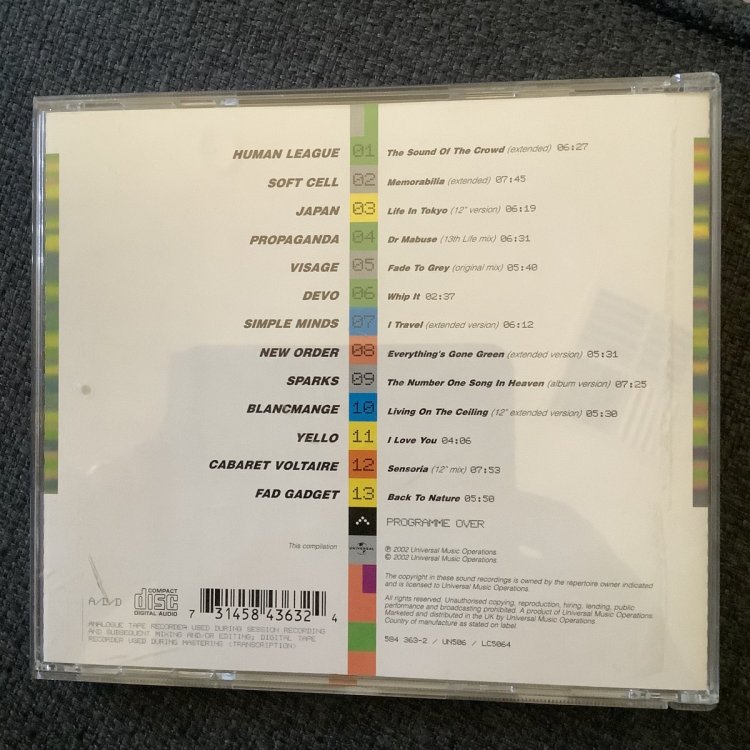 HUMAN LEAGUE 01 The Sound Of The Crowd (extended) 06:27
SOFT CELL 02 Memorabilia (extended) 07:45
JAPAN 03 Life In Tokyo (12" version) 06:19
PROPAGANDA 04 Dr Mabuse (13th Life mix) 06:31
VISAGE 05 Fade To Grey (original mix) 05:40
DEVO 06 Whip It 02:37
SIMPLE MINDS 07 I Travel (extended version) 06:12
NEW ORDER 08 Everything's Gone Green (extended version) 05:31
SPARKS 09 The Number One Song In Heaven (album version) 07:25
BLANCMANGE 10 Living On The Ceiling (12" extended version) 05:30
YELLO 11 I Love You 04:06
CABARET VOLTAIRE 12 Sensoria (12" mix) 07:53
FAD GADGET 13 Back To Nature 05:50
PROGRAMME OVER
This compilation UNIVERSAL ℗ 2002 Universal Music Operations.
© 2002 Universal Music Operations.
The copyright in these sound recordings is owned by the repertoire owner indicated
and is licensed to Universal Music Operations.
All rights reserved. Unauthorised copying, reproduction, hiring, lending, public
performance and broadcasting prohibited. A product of Universal Music Operations.
Marketed and distributed in the UK by Universal Music Operations.
Country of manufacture as stated on label
584 363-2 / UN506 / LC5064
A/D/D COMPACT disc DIGITAL AUDIO
7 31458 43632 4
ANALOGUE TAPE RECORDER USED DURING SESSION RECORDING
AND SUBSEQUENT MIXING AND/OR EDITING; DIGITAL TAPE
RECORDER USED DURING MASTERING (TRANSCRIPTION)